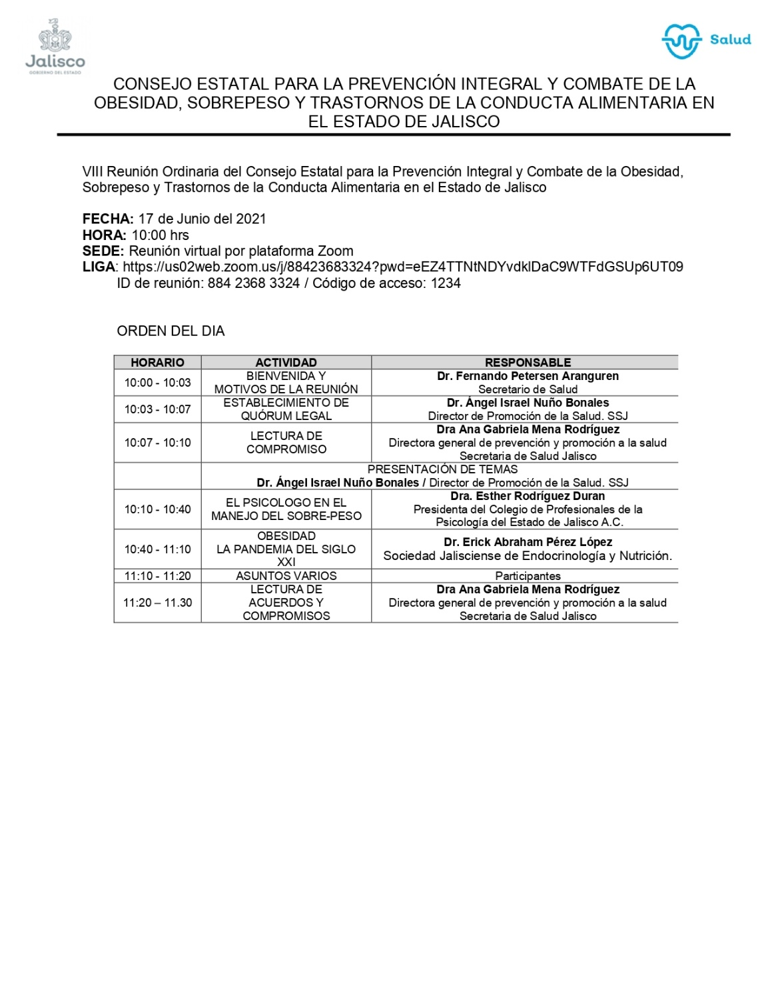 Jalisco
GOBIERNO DEL ESTADO
Salud
CONSEJO ESTATAL PARA LA PREVENCIÓN INTEGRAL Y COMBATE DE LA
OBESIDAD, SOBREPESO Y TRASTORNOS DE LA CONDUCTA ALIMENTARIA EN
EL ESTADO DE JALISCO
VIII Reunión Ordinaria del Consejo Estatal para la Prevención Integral y Combate de la Obesidad,
Sobrepeso y Trastornos de la Conducta Alimentaria en el Estado de Jalisco
FECHA: 17 de Junio del 2021
HORA: 10:00 hrs
SEDE: Reunión virtual por plataforma Zoom
LIGA: https://us02web.zoom.us/j/88423683324?pwd=eEZ4TTNtNDYvdklDaC9WTFdGSUp6UT09
ID de reunión: 884 2368 3324 / Código de acceso: 1234
ORDEN DEL DIA
HORARIO ACTIVIDAD RESPONSABLE
10:00 - 10:03
BIENVENIDA Y
MOTIVOS DE LA REUNIÓN
Dr. Fernando Petersen Aranguren
Secretario de Salud
10:03 - 10:07
ESTABLECIMIENTO DE
QUÓRUM LEGAL
Dr. Ángel Israel Nuño Bonales
Director de Promoción de la Salud. SSJ
10:07 - 10:10
LECTURA DE
COMPROMISO
Dra Ana Gabriela Mena Rodríguez
Directora general de prevención y promoción a la salud
Secretaria de Salud Jalisco
PRESENTACIÓN DE TEMAS
Dr. Ángel Israel Nuño Bonales / Director de Promoción de la Salud. SSJ
10:10 - 10:40
EL PSICOLOGO EN EL
MANEJO DEL SOBRE-PESO
Dra. Esther Rodríguez Duran
Presidenta del Colegio de Profesionales de la
Psicología del Estado de Jalisco A.C.
10:40 - 11:10
OBESIDAD
LA PANDEMIA DEL SIGLO
XXI
Dr. Erick Abraham Pérez López
Sociedad Jalisciense de Endocrinología y Nutrición.
11:10 - 11:20 ASUNTOS VARIOS Participantes
11:20 – 11.30
LECTURA DE
ACUERDOS Y
COMPROMISOS
Dra Ana Gabriela Mena Rodríguez
Directora general de prevención y promoción a la salud
Secretaria de Salud Jalisco